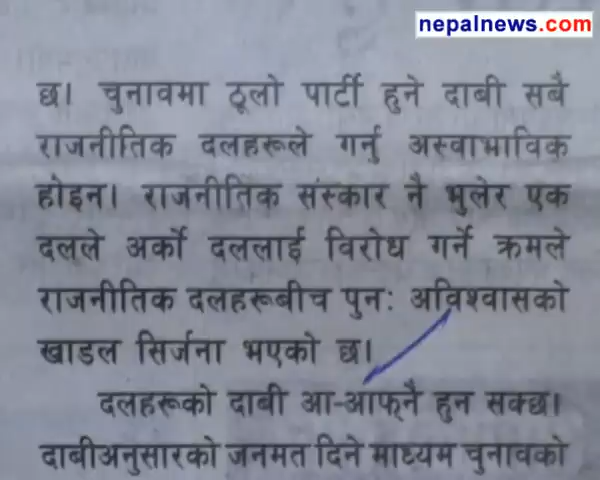 nepalnews.com
छ। चुनावमा ठूलो पार्टी हुने दाबी सबै
राजनीतिक दलहरूले गर्नु अस्वाभाविक
होइन। राजनीतिक संस्कार नै भुलेर एक
दलले अर्को दललाई विरोध गर्ने क्रमले
राजनीतिक दलहरूबीच पुन: अविश्वासको
खाडल सिर्जना भएको छ।
दलहरूको दाबी आ-आफ्नै हुन सक्छ।
दाबीअनुसारको जनमत दिने माध्यम चुनावको